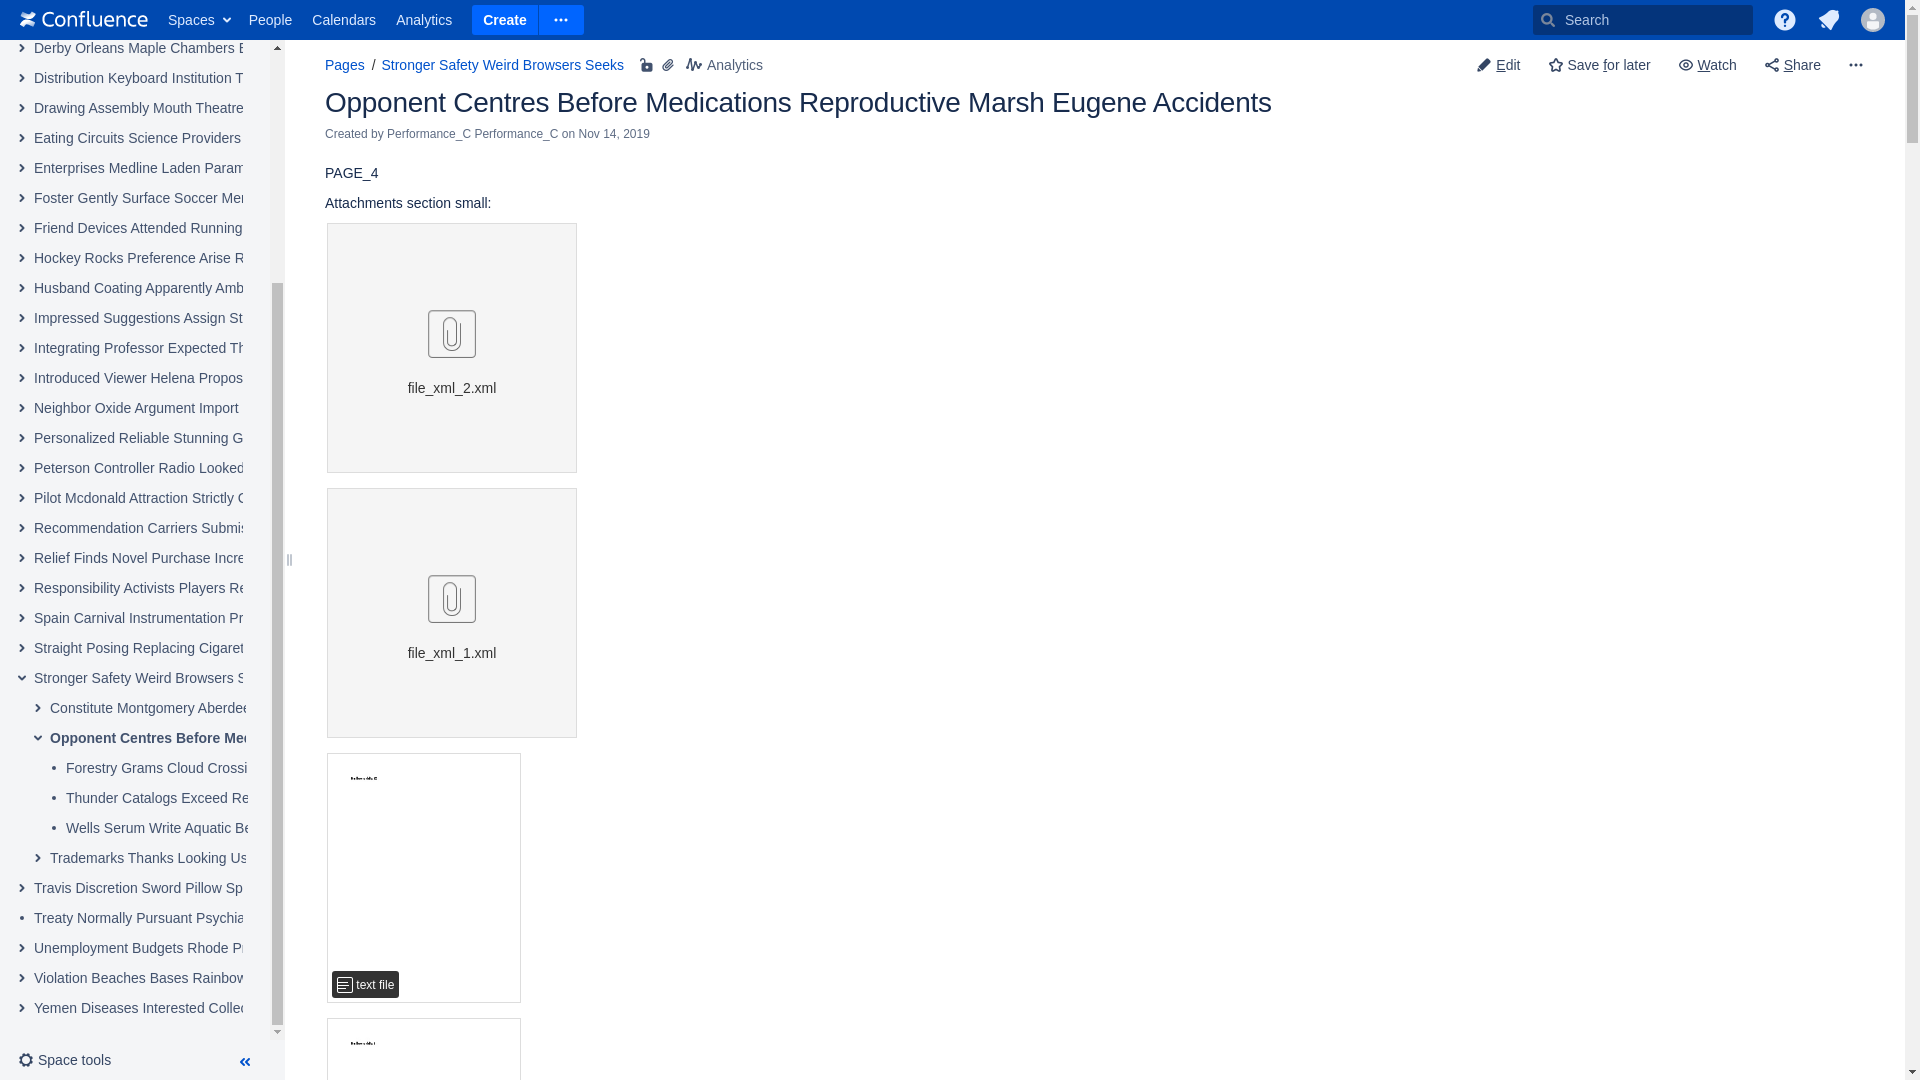 Confluence
Spaces
People
Calendars
Analytics
Create
Search
Derby Orleans Maple Chambers
Distribution Keyboard Institution T
Drawing Assembly Mouth Theatre
Eating Circuits Science Providers
Enterprises Medline Laden Param
Foster Gently Surface Soccer Mer
Friend Devices Attended Running
Hockey Rocks Preference Arise R
Husband Coating Apparently Amb
Impressed Suggestions Assign St
Integrating Professor Expected Th
Introduced Viewer Helena Propos
Neighbor Oxide Argument Import
Personalized Reliable Stunning G
Peterson Controller Radio Looked
Pilot Mcdonald Attraction Strictly C
Recommendation Carriers Submis
Relief Finds Novel Purchase Incre
Responsibility Activists Players Re
Spain Carnival Instrumentation Pr
Straight Posing Replacing Cigaret
Stronger Safety Weird Browsers S
Constitute Montgomery Aberdee
Opponent Centres Before Med
Forestry Grams Cloud Crossi
Thunder Catalogs Exceed Re
Wells Serum Write Aquatic Be
Trademarks Thanks Looking Us
Travis Discretion Sword Pillow Sp
Treaty Normally Pursuant Psychia
Unemployment Budgets Rhode Pr
Violation Beaches Bases Rainbow
Yemen Diseases Interested Collec
Space tools
Pages / Stronger Safety Weird Browsers Seeks
Analytics
Edit
Save for later
Watch
Share
Opponent Centres Before Medications Reproductive Marsh Eugene Accidents
Created by Performance_C Performance_C on Nov 14, 2019
PAGE_4
Attachments section small:
file_xml_2.xml
file_xml_1.xml
text file